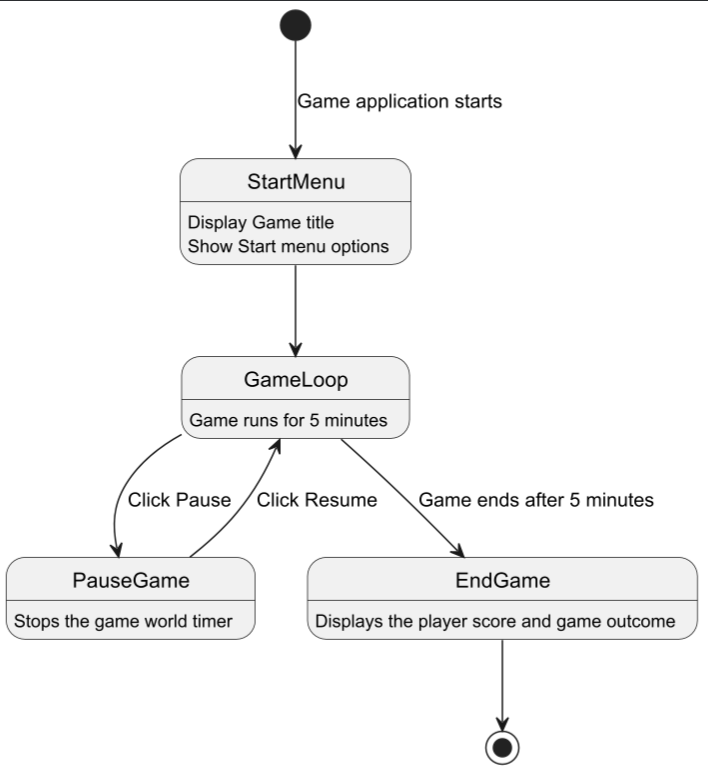 Game application starts
StartMenu
Display Game title
Show Start menu options
GameLoop
Game runs for 5 minutes
Click Pause
Click Resume
Game ends after 5 minutes
PauseGame
Stops the game world timer
EndGame
Displays the player score and game outcome